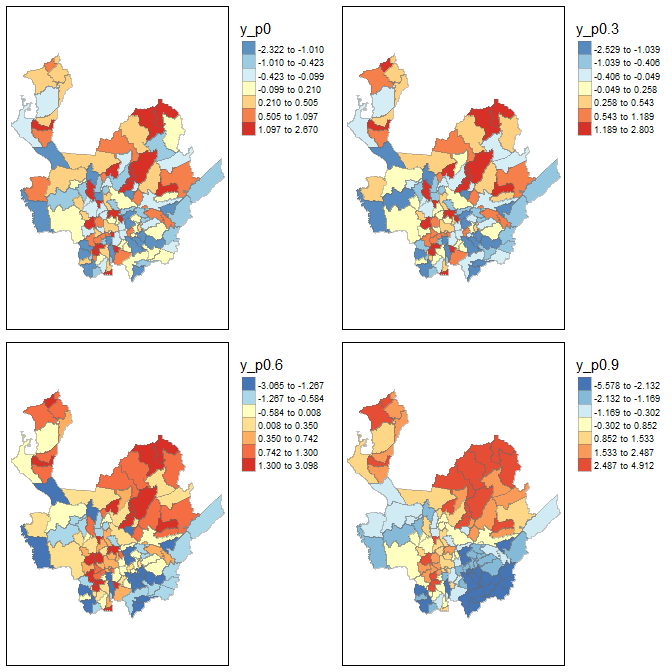 y_p0
-2.322 to -1.010
-1.010 to -0.423
-0.423 to -0.099
-0.099 to 0.210
0.210 to 0.505
0.505 to 1.097
1.097 to 2.670
y_p0.3
-2.529 to -1.039
-1.039 to -0.406
-0.406 to -0.049
-0.049 to 0.258
0.258 to 0.543
0.543 to 1.189
1.189 to 2.803
y_p0.6
-3.065 to -1.267
-1.267 to -0.584
-0.584 to 0.008
0.008 to 0.350
0.350 to 0.742
0.742 to 1.300
1.300 to 3.098
y_p0.9
-5.578 to -2.132
-2.132 to -1.169
-1.169 to -0.302
-0.302 to 0.852
0.852 to 1.533
1.533 to 2.487
2.487 to 4.912